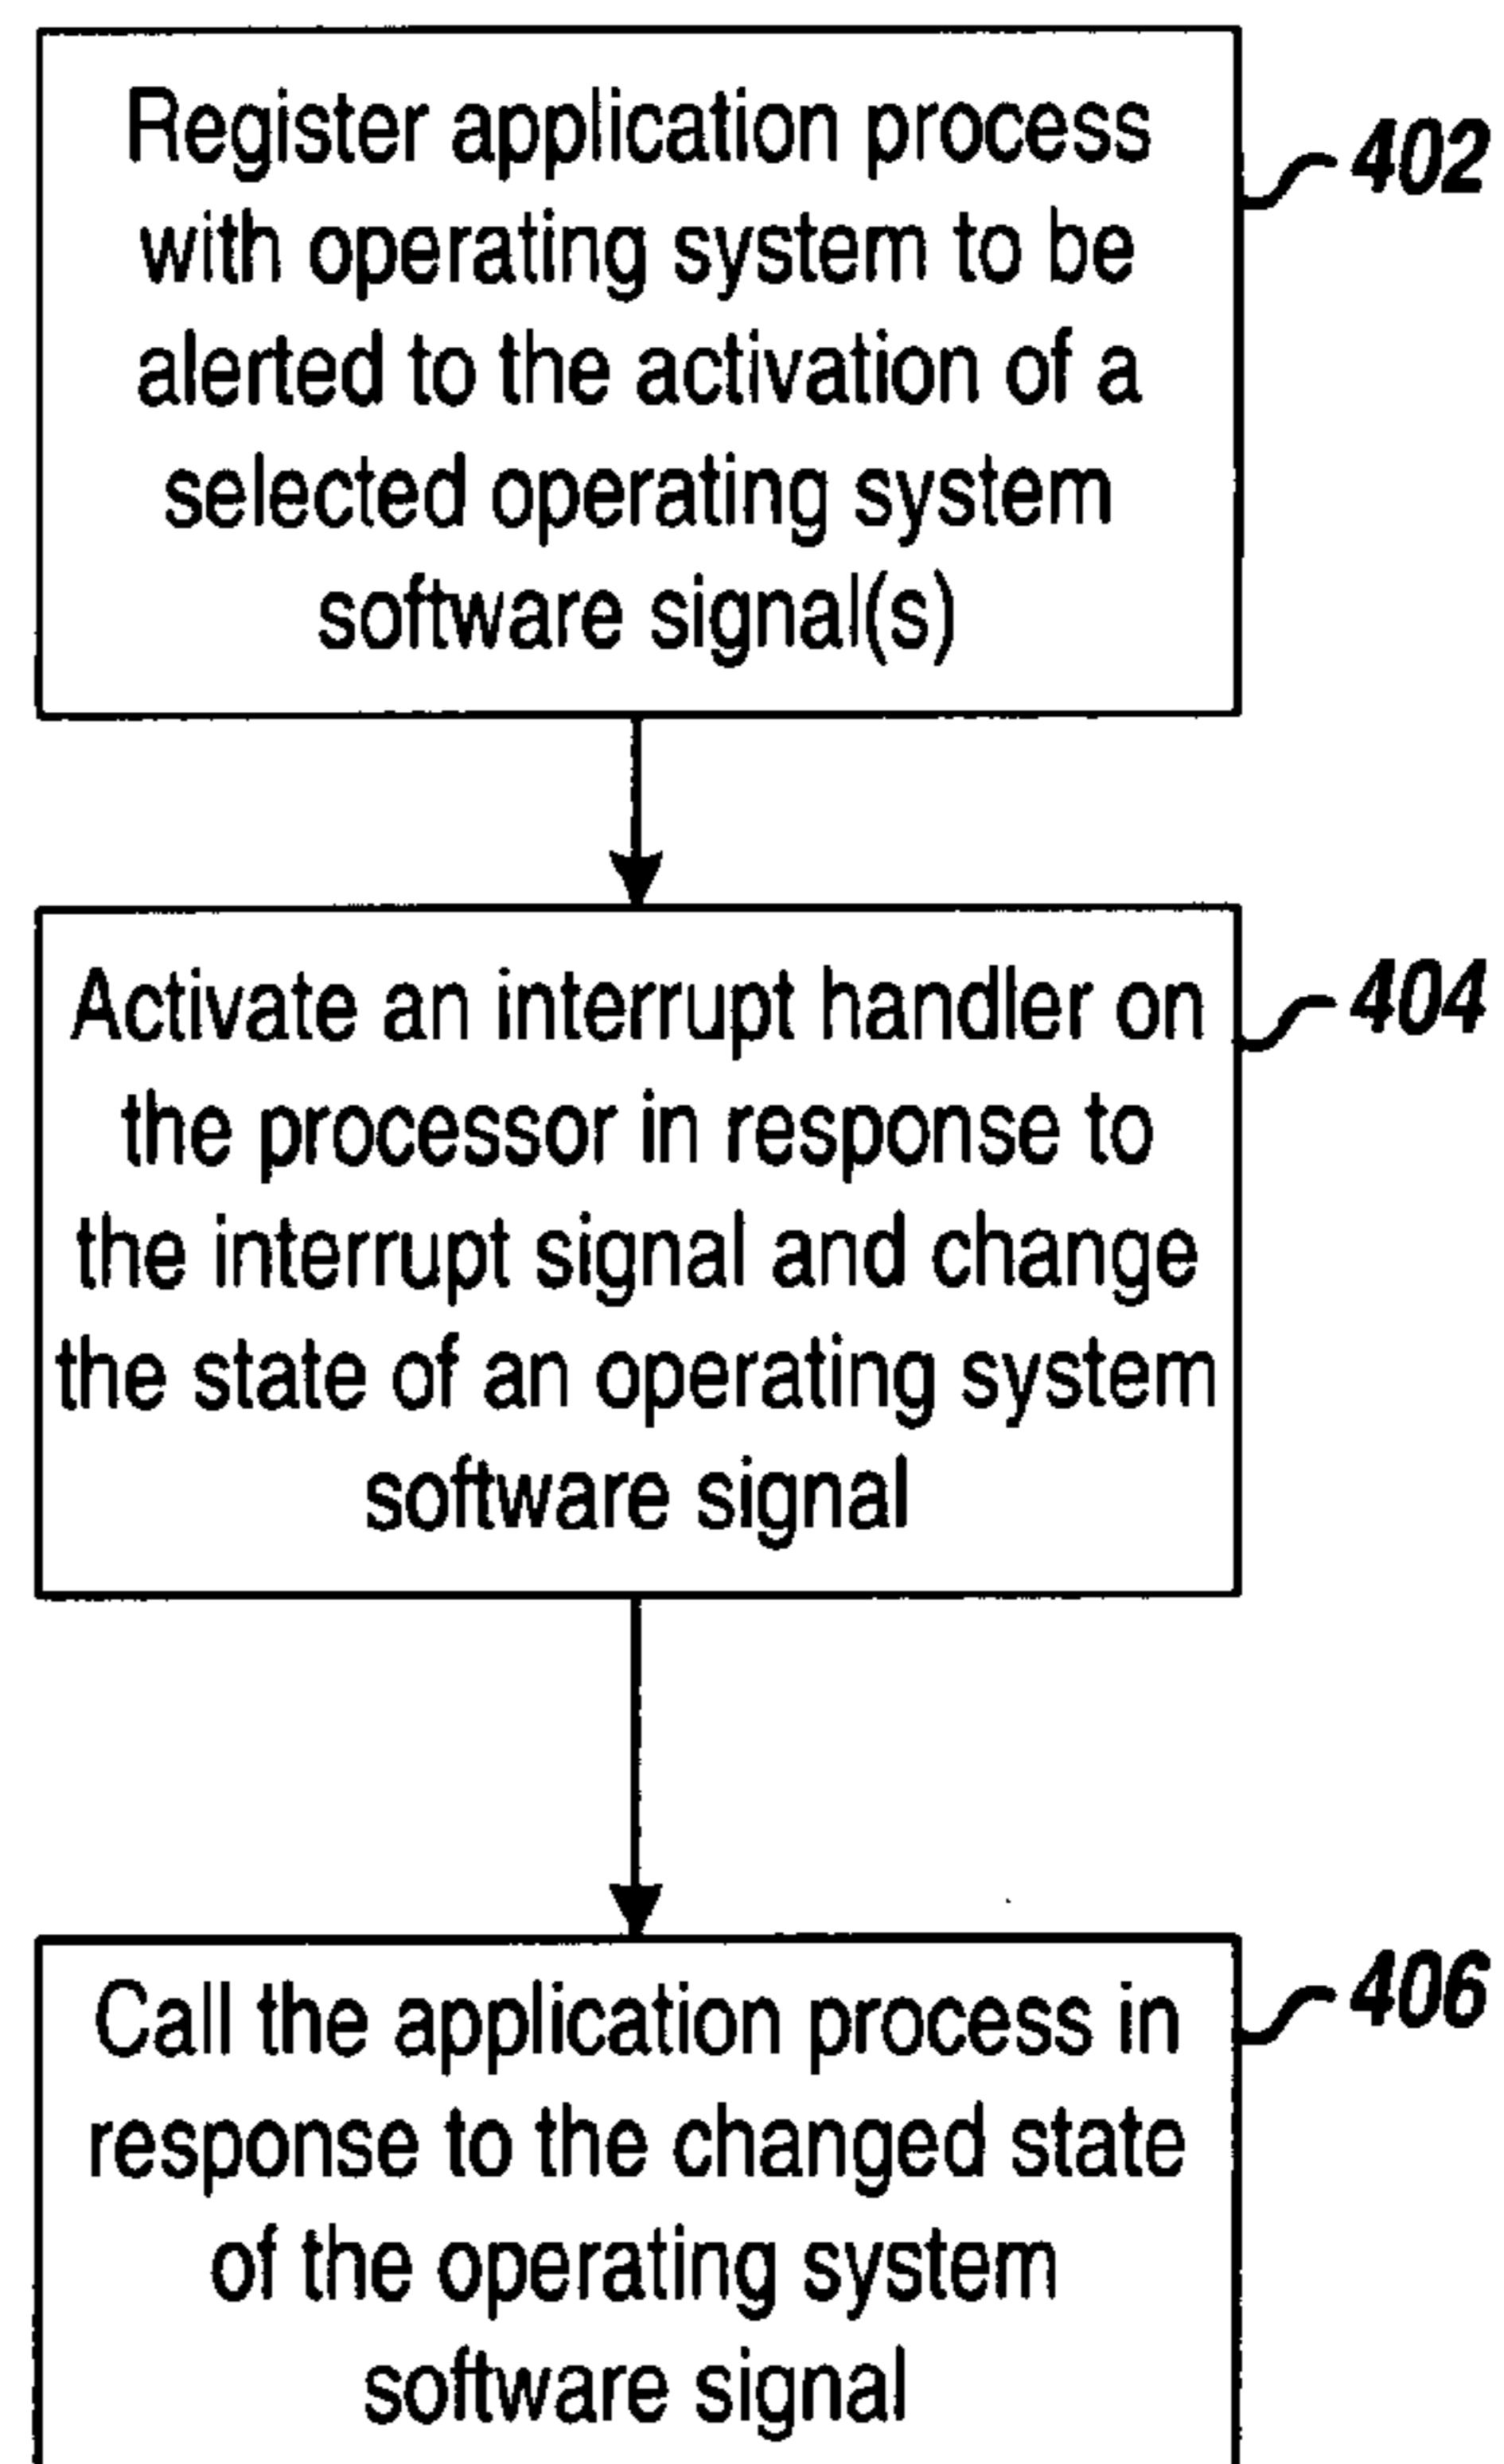 Register application process
with operating system to be
alerted to the activation of a
selected operating system
software signal(s)
402
Activate an interrupt handler on
the processor in response to
the interrupt signal and change
the state of an operating system
software signal
404
Call the application process in
response to the changed state
of the operating system
software signal
406